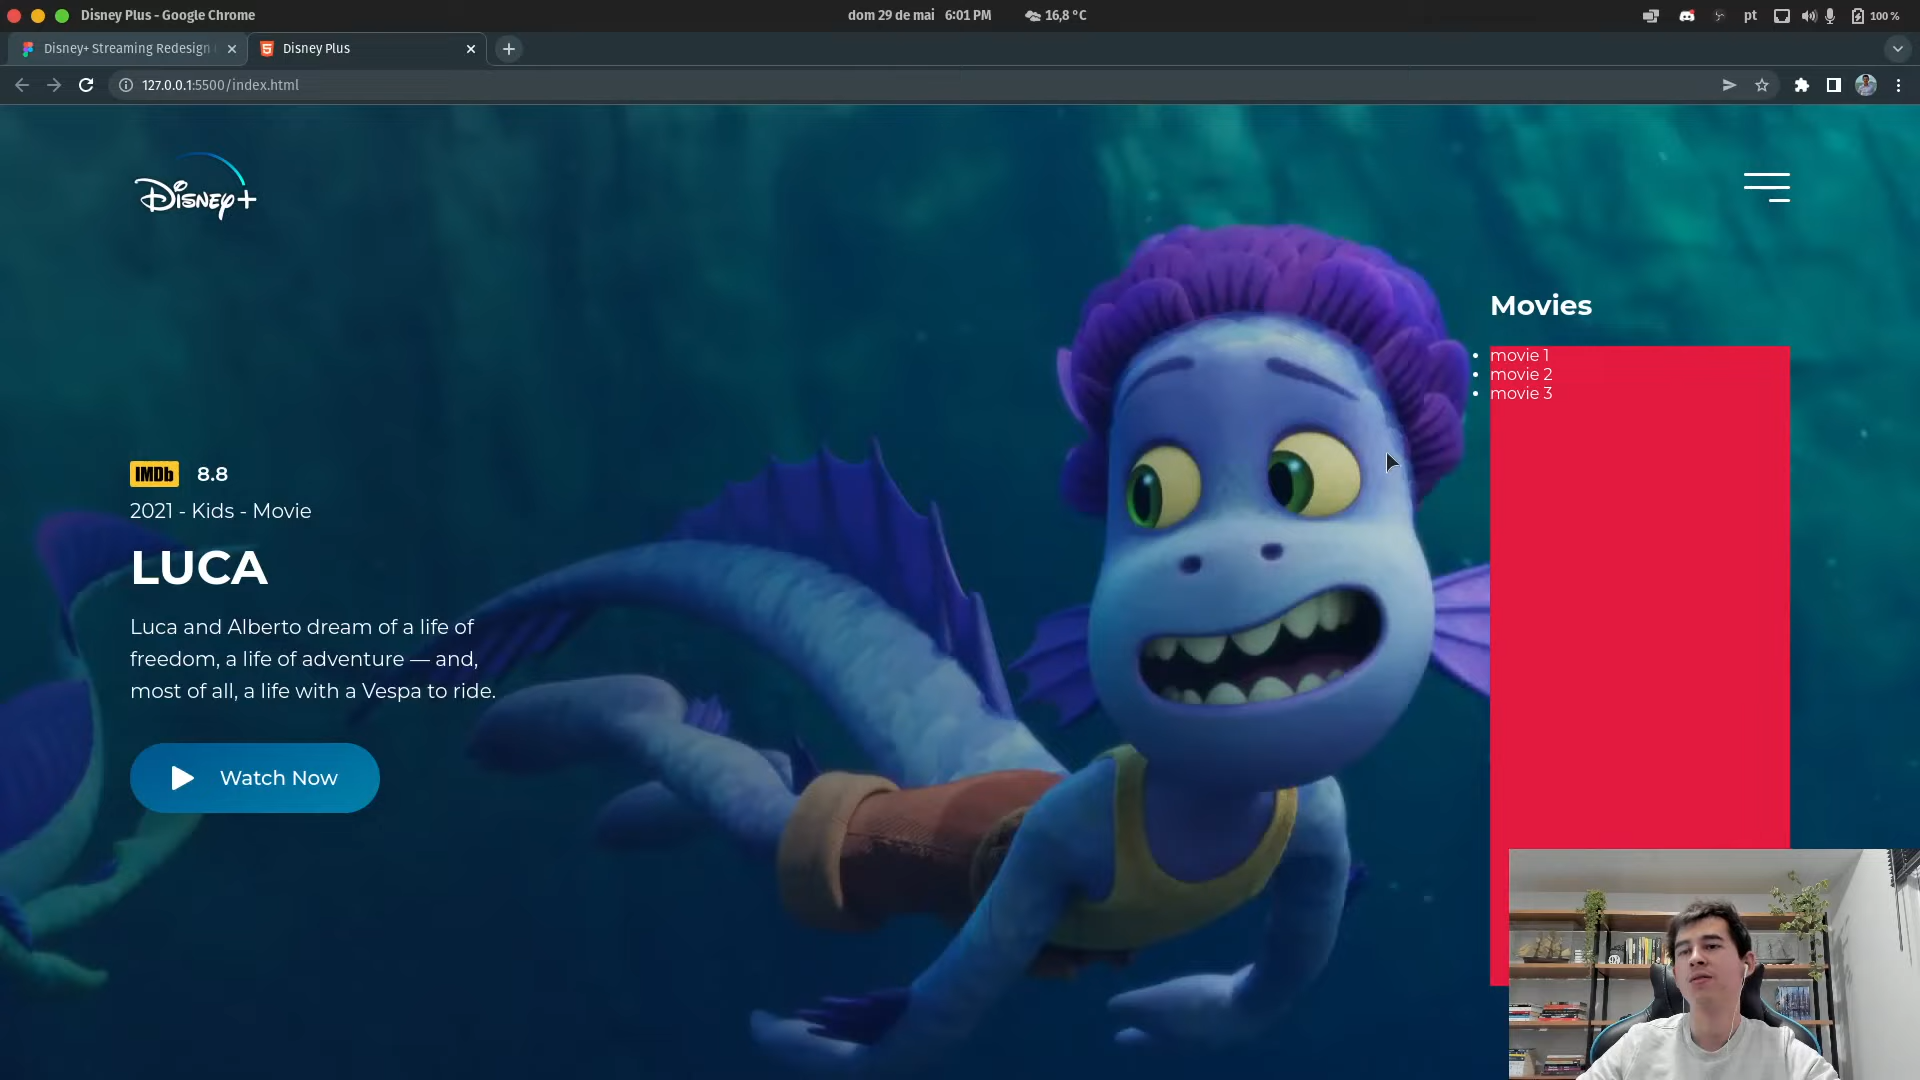 Disney Plus - Google Chrome
dom 29 de mai 6:01 PM
16,8 °C
pt
100 %
Disney+ Streaming Redesign
Disney Plus
127.0.0.1:5500/index.html
Disney+
Movies
movie 1
movie 2
movie 3
IMDb 8.8
2021 - Kids - Movie
LUCA
Luca and Alberto dream of a life of
freedom, a life of adventure — and,
most of all, a life with a Vespa to ride.
Watch Now